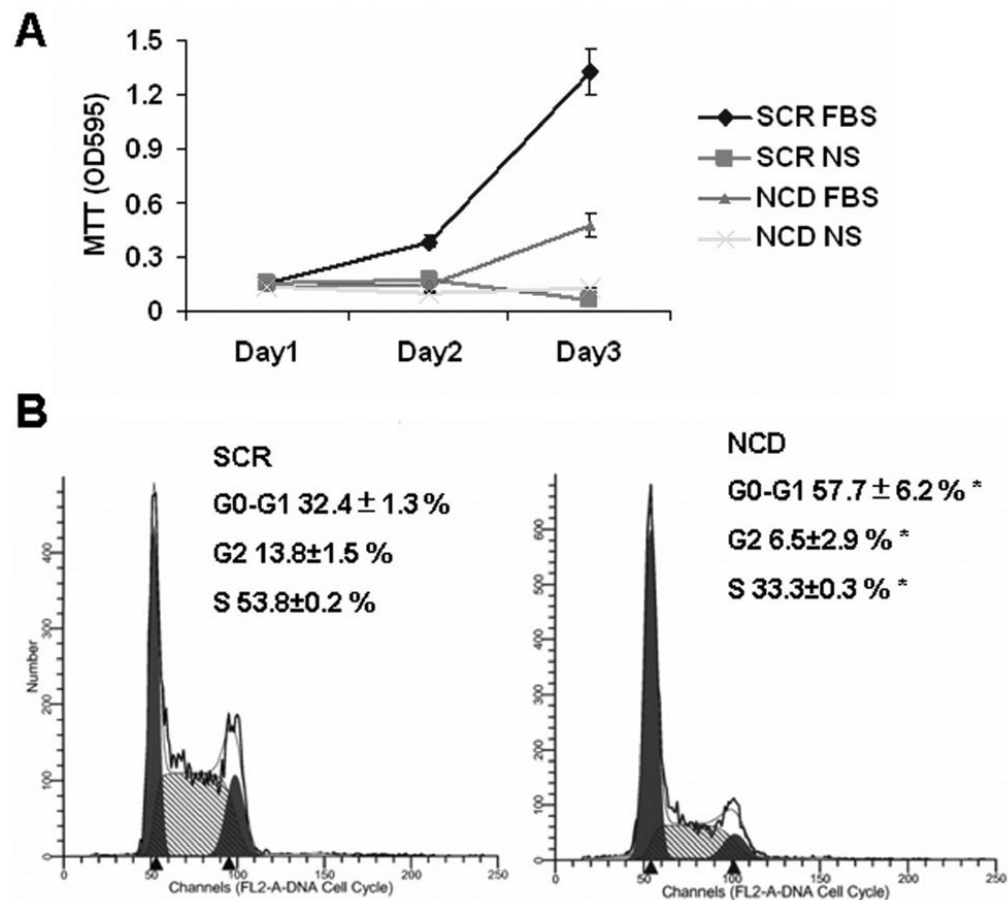 A
1.5
1.2
0.9
0.6
0.3
0
MTT (OD595)
Day1 Day2 Day3
SCR FBS
SCR NS
NCD FBS
NCD NS
B
SCR
G0-G1 32.4 ± 1.3 %
G2 13.8±1.5 %
S 53.8±0.2 %
Number
400
300
200
100
0
0 50 100 150 200 250
Channels (FL2-A-DNA Cell Cycle)
NCD
G0-G1 57.7 ± 6.2 % *
G2 6.5±2.9 % *
S 33.3±0.3 % *
600
500
400
300
200
100
0
0 50 100 150 200 250
Channels (FL2-A-DNA Cell Cycle)